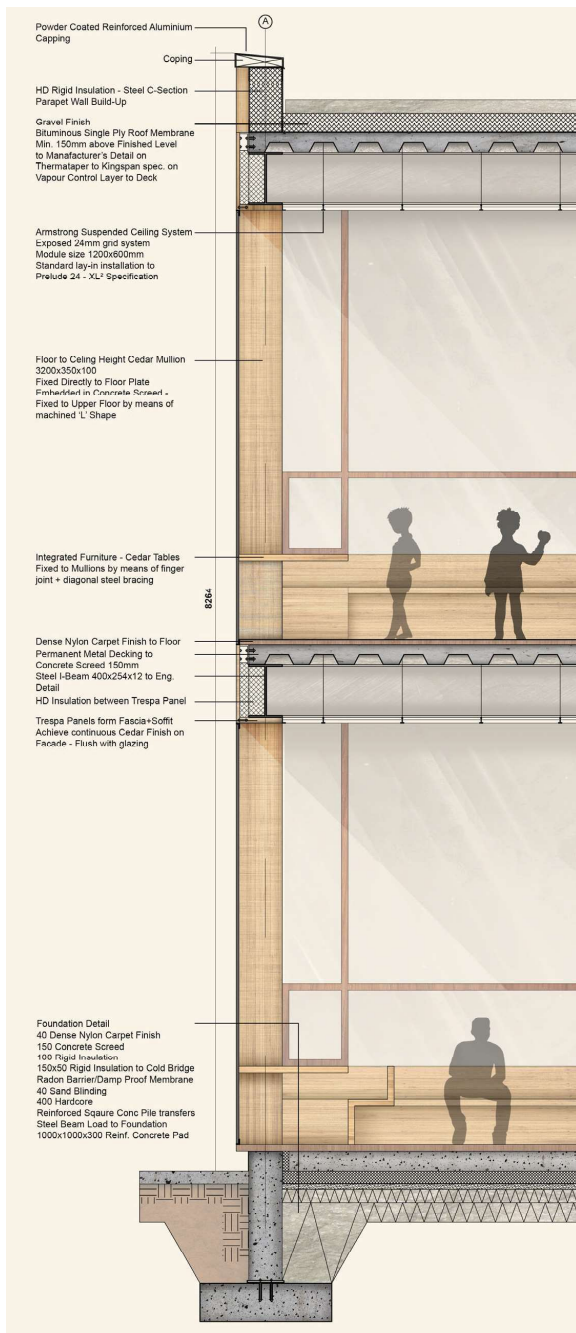 Powder Coated Reinforced Aluminium
Capping
A
Coping
HD Rigid Insulation - Steel C-Section
Parapet Wall Build-Up
Gravel Finish
Bituminous Single Ply Roof Membrane
Min. 150mm above Finished Level
to Manafacturer's Detail on
Thermataper to Kingspan spec. on
Vapour Control Layer to Deck
Armstrong Suspended Ceiling System
Exposed 24mm grid system
Module size 1200x600mm
Standard lay-in installation to
Prelude 24 - XL² Specification
Floor to Celing Height Cedar Mullion
3200x350x100
Fixed Directly to Floor Plate
Embedded in Concrete Screed -
Fixed to Upper Floor by means of
machined 'L' Shape
Integrated Furniture - Cedar Tables
Fixed to Mullions by means of finger
joint + diagonal steel bracing
8264
Dense Nylon Carpet Finish to Floor
Permanent Metal Decking to
Concrete Screed 150mm
Steel I-Beam 400x254x12 to Eng.
Detail
HD Insulation between Trespa Panel
Trespa Panels form Fascia+Soffit
Achieve continuous Cedar Finish on
Facade - Flush with glazing
Foundation Detail
40 Dense Nylon Carpet Finish
150 Concrete Screed
100 Rigid Insulation
150x50 Rigid Insulation to Cold Bridge
Radon Barrier/Damp Proof Membrane
40 Sand Blinding
400 Hardcore
Reinforced Sqaure Conc Pile transfers
Steel Beam Load to Foundation
1000x1000x300 Reinf. Concrete Pad